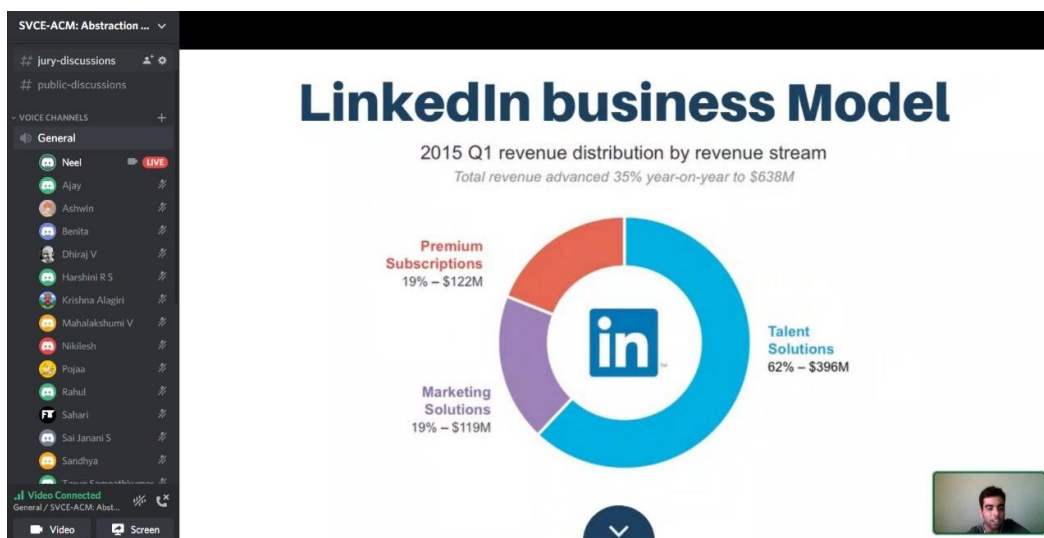 SVCE-ACM: Abstraction ...
jury-discussions
public-discussions
VOICE CHANNELS
General
Neel
LIVE
Ajay
Ashwin
Benita
Dhiraj V
Harshini R S
Krishna Alagiri
Mahalakshumi V
Nikilesh
Pojaa
Rahul
FT Sahari
Sai Janani S
Sandhya
Tarun Sampathkumar
Video Connected
General / SVCE-ACM: Abst...
Video
Screen
LinkedIn business Model
2015 Q1 revenue distribution by revenue stream
Total revenue advanced 35% year-on-year to $638M
Premium
Subscriptions
19% – $122M
in
Talent
Solutions
62% – $396M
Marketing
Solutions
19% – $119M